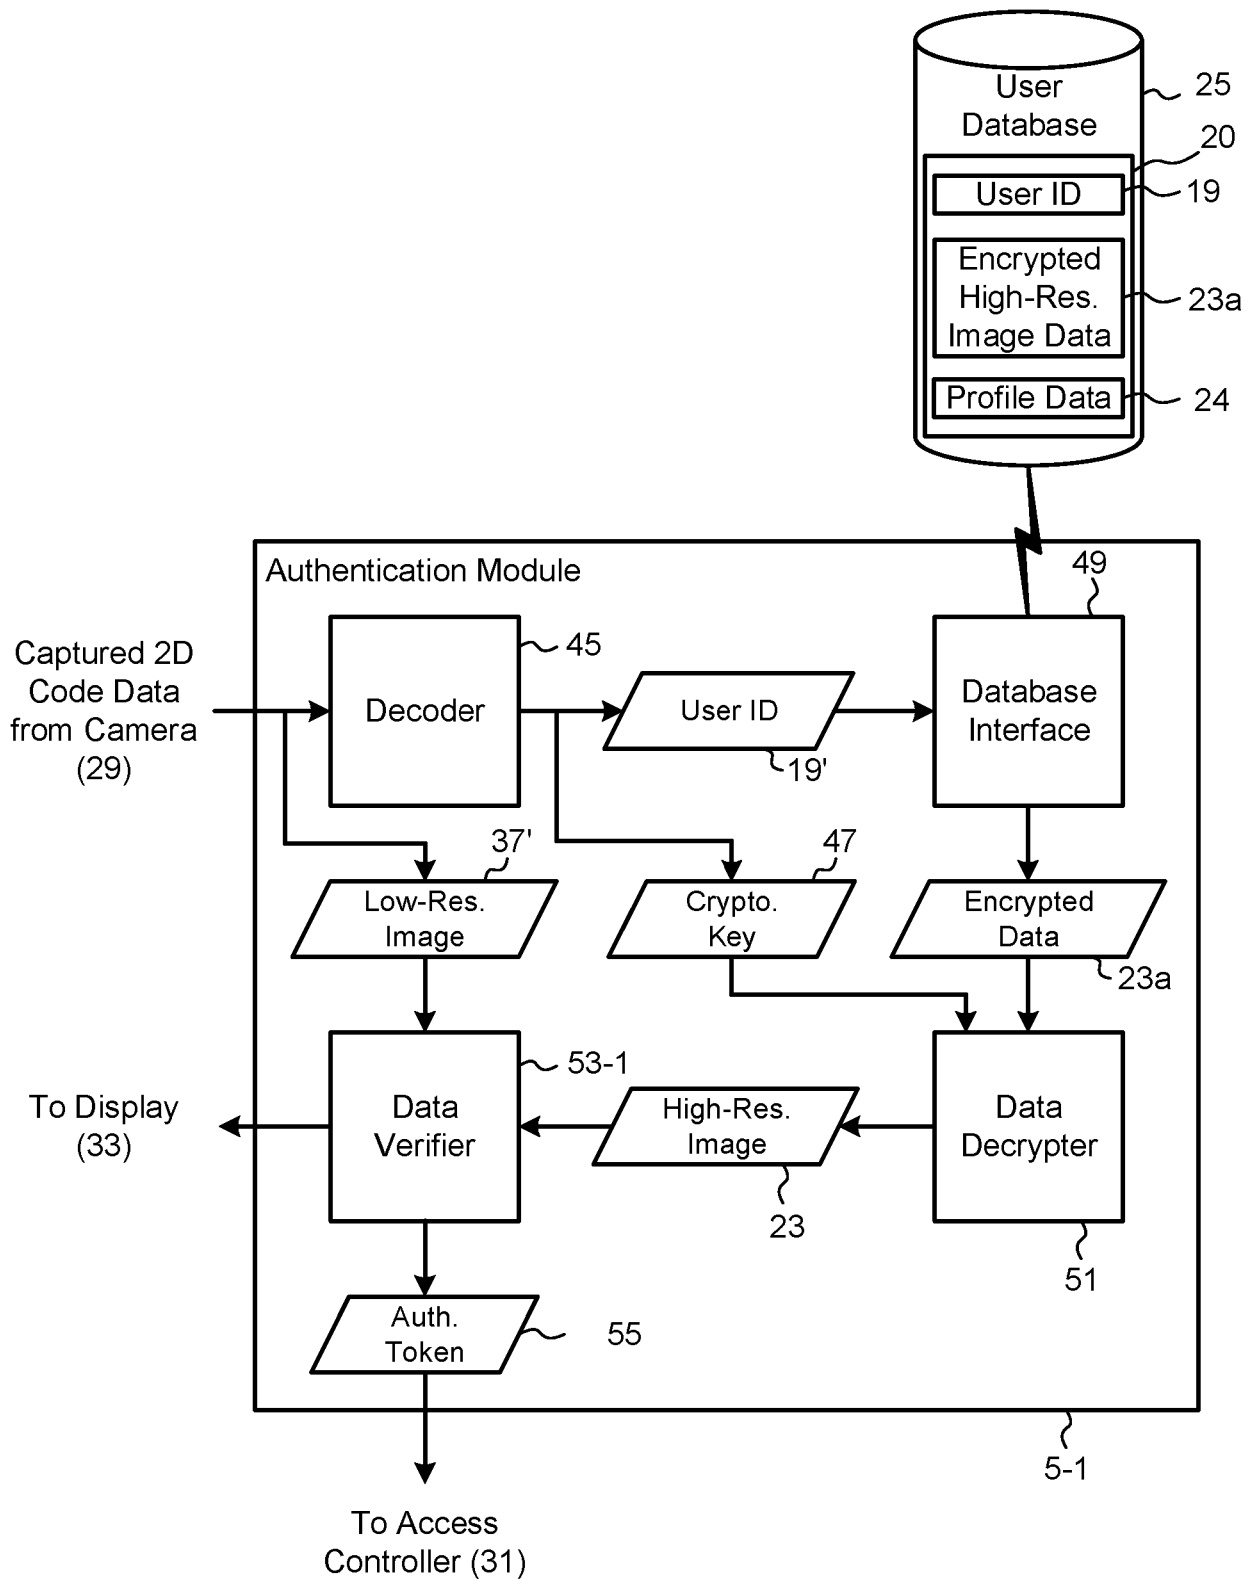 User
Database
25
20
User ID
19
Encrypted
High-Res.
Image Data
23a
Profile Data
24
Authentication Module
49
Captured 2D
Code Data
from Camera
(29)
Decoder
45
User ID
19'
Database
Interface
37'
Low-Res.
Image
47
Crypto.
Key
Encrypted
Data
23a
To Display
(33)
Data
Verifier
53-1
High-Res.
Image
23
Data
Decrypter
51
Auth.
Token
55
5-1
To Access
Controller (31)